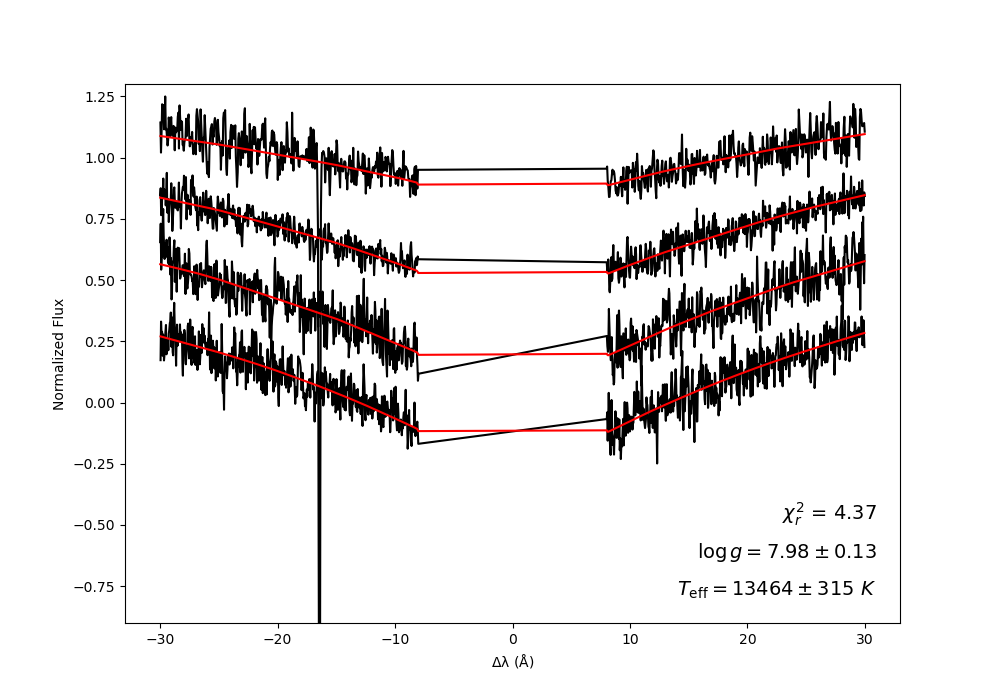 1.25
1.00
0.75
0.50
0.25
0.00
−0.25
−0.50
−0.75
Normalized Flux
χ²ᵣ = 4.37
log g = 7.98 ± 0.13
T_eff = 13464 ± 315 K
−30 −20 −10 0 10 20 30
Δλ (Å)